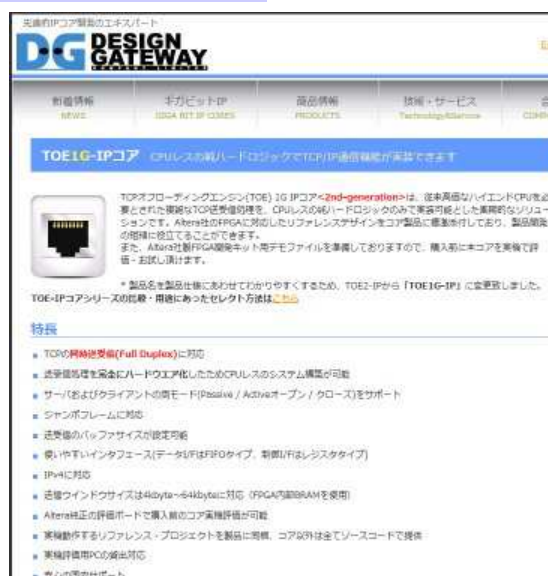 先進的IPコア開発のエキスパート
DG DESIGN
GATEWAY
COMPANY LIMITED
新着情報 ギガビットIP 商品情報 技術・サービス
NEWS GIGA BIT IP CORES PRODUCTS Technology&Service
TOE1G-IPコア CPUレスの純ハードロジックでTCP/IP通信機能が実装できます
TCPオフローディングエンジン(TOE) 1G IPコア<2nd-generation>は、従来高価なハイエンドCPUを必
要とされた複雑なTCP送受信処理を、CPUレスの純ハードロジックのみで実装可能とした画期的なソリュー
ションです。Altera社のFPGAに対応したリファレンスデザインをコア製品に標準添付しており、製品開発
の短縮に役立てることができます。
また、Altera社製FPGA開発キット用デモファイルを準備しておりますので、購入前に本コアを実機で評
価・お試し頂けます。
* 製品名を製品仕様にあわせてわかりやすくするため、TOE2-IPから「TOE1G-IP」に変更致しました。
TOE-IPコアシリーズの比較・用途にあったセレクト方法はこちら
特長
TCPの同時送受信(Full Duplex)に対応
送受信処理を完全にハードウエア化したためCPUレスのシステム構築が可能
サーバおよびクライアントの両モード(Passive / Activeオープン / クローズ)をサポート
ジャンボフレームに対応
送受信のバッファサイズが設定可能
使いやすいインタフェース(データI/FはFIFOタイプ、制御I/Fはレジスタタイプ)
IPv4に対応
送信ウインドウサイズは4kbyte～64kbyteに対応（FPGA内部BRAMを使用)
Altera純正の評価ボードで購入前のコア実機評価が可能
実機動作するリファレンス・プロジェクトを製品に同梱、コア以外は全てソースコードで提供
実機評価用PCの貸出対応
安心の国内サポート